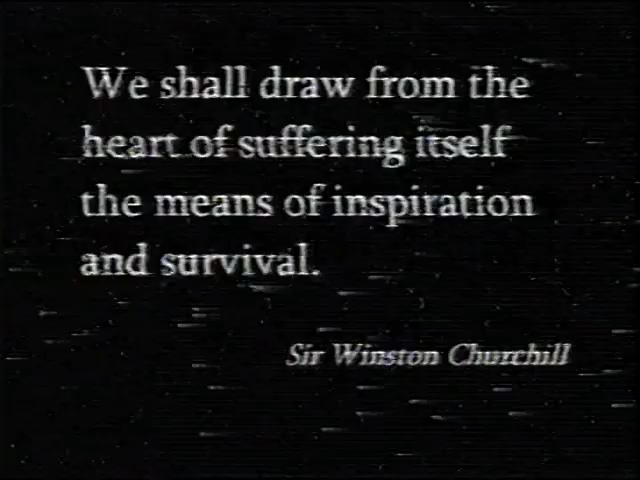 We shall draw from the
heart of suffering itself
the means of inspiration
and survival.
Sir Winston Churchill